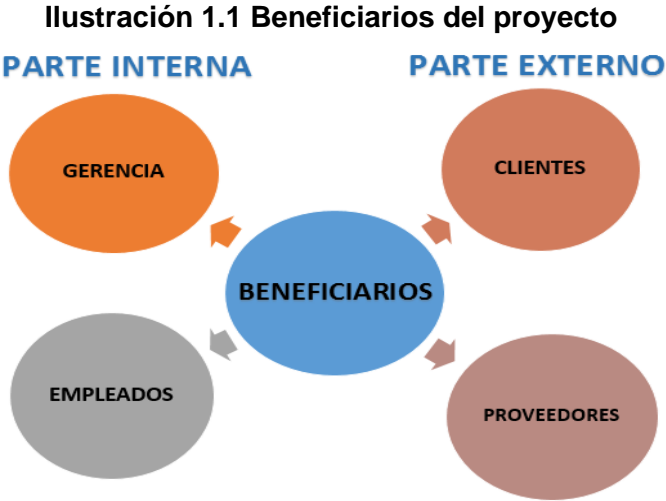 Ilustración 1.1 Beneficiarios del proyecto
PARTE INTERNA
PARTE EXTERNO
GERENCIA
CLIENTES
BENEFICIARIOS
EMPLEADOS
PROVEEDORES